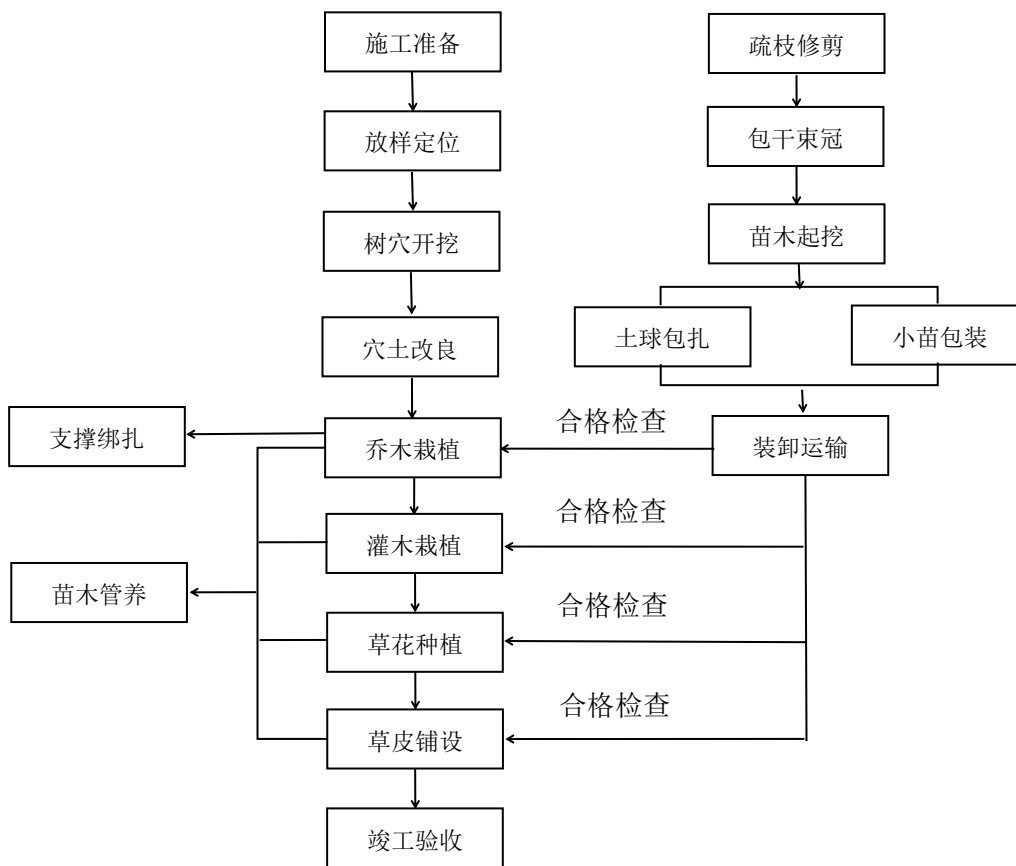 施工准备
疏枝修剪
放样定位
包干束冠
树穴开挖
苗木起挖
穴土改良
土球包扎
小苗包装
支撑绑扎
乔木栽植
合格检查
装卸运输
灌木栽植
合格检查
苗木管养
草花种植
合格检查
草皮铺设
合格检查
竣工验收